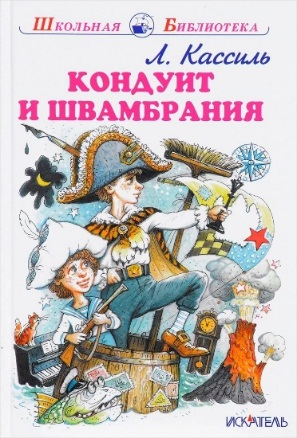 Школьная Библиотека
Л. Кассиль
КОНДУИТ
И ШВАМБРАНИЯ
ИСКАТЕЛЬ